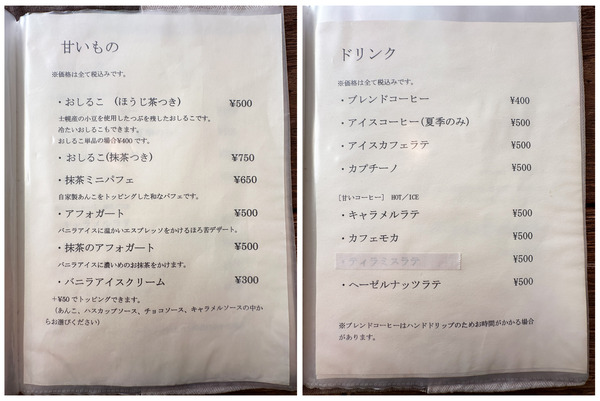 甘いもの
※価格は全て税込みです。
・おしるこ (ほうじ茶つき) ¥500
士幌産の小豆を使用したつぶを残したおしるこです。
冷たいおしるこもできます。
おしるこ単品の場合¥400 です。
・おしるこ(抹茶つき) ¥750
・抹茶ミニパフェ ¥650
自家製あんこをトッピングした和なパフェです。
・アフォガート ¥500
バニラアイスに温かいエスプレッソをかけるほろ苦デザート。
・抹茶のアフォガート ¥500
バニラアイスに濃いめのお抹茶をかけます。
・バニラアイスクリーム ¥300
+¥50 でトッピングできます。
(あんこ、ハスカップソース、チョコソース、キャラメルソースの中か
らお選びください)
ドリンク
※価格は全て税込みです。
・ブレンドコーヒー ¥400
・アイスコーヒー(夏季のみ) ¥500
・アイスカフェラテ ¥500
・カプチーノ ¥500
[甘いコーヒー] HOT/ICE
・キャラメルラテ ¥500
・カフェモカ ¥500
・ティラミスラテ ¥500
・ヘーゼルナッツラテ ¥500
※ブレンドコーヒーはハンドドリップのためお時間がかかる場合
があります。